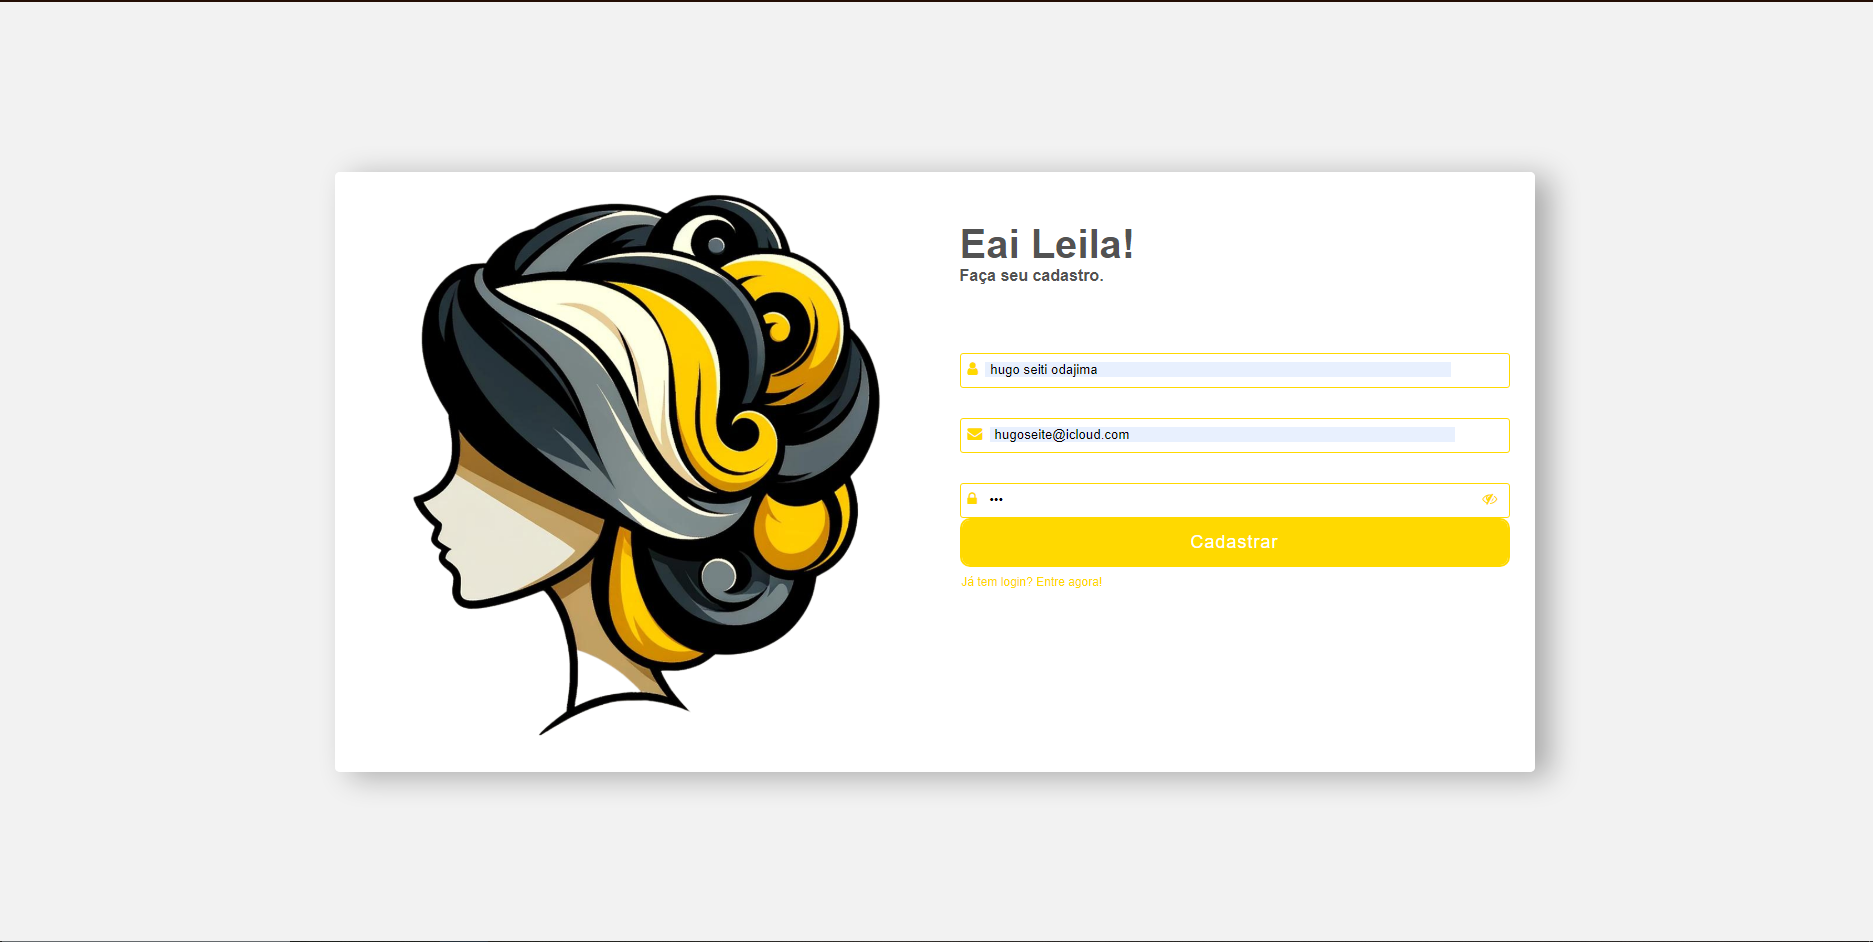 Eai Leila!
Faça seu cadastro.
hugo seiti odajima
hugoseite@icloud.com
•••
Cadastrar
Já tem login? Entre agora!